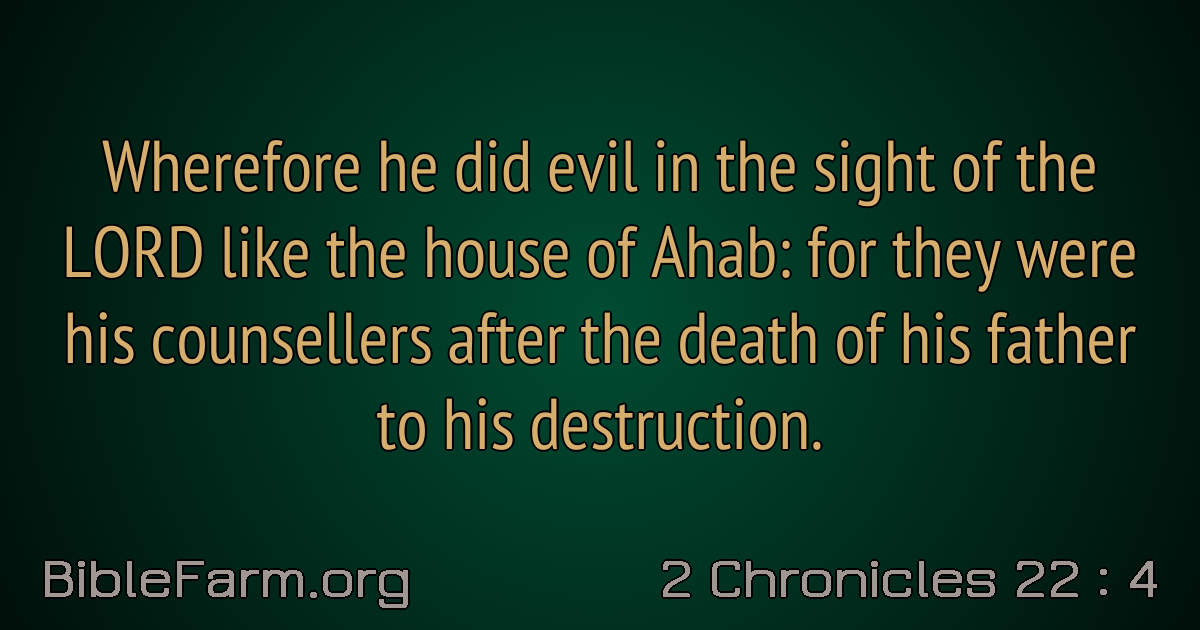 Wherefore he did evil in the sight of the
LORD like the house of Ahab: for they were
his counsellers after the death of his father
to his destruction.
BibleFarm.org
2 Chronicles 22 : 4